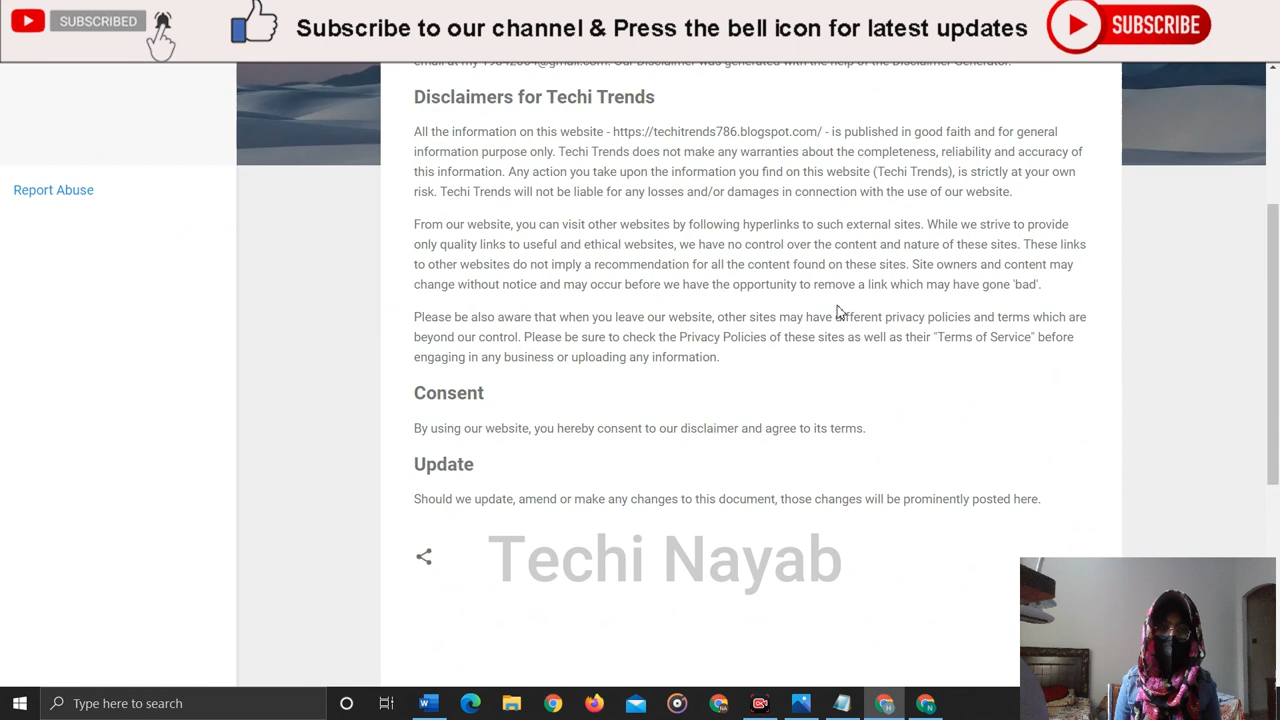 SUBSCRIBED
Subscribe to our channel & Press the bell icon for latest updates
SUBSCRIBE
Our Disclaimer was generated with the help of the Disclaimer Generator.
Disclaimers for Techi Trends
All the information on this website - https://techitrends786.blogspot.com/ - is published in good faith and for general
information purpose only. Techi Trends does not make any warranties about the completeness, reliability and accuracy of
this information. Any action you take upon the information you find on this website (Techi Trends), is strictly at your own
risk. Techi Trends will not be liable for any losses and/or damages in connection with the use of our website.
Report Abuse
From our website, you can visit other websites by following hyperlinks to such external sites. While we strive to provide
only quality links to useful and ethical websites, we have no control over the content and nature of these sites. These links
to other websites do not imply a recommendation for all the content found on these sites. Site owners and content may
change without notice and may occur before we have the opportunity to remove a link which may have gone 'bad'.
Please be also aware that when you leave our website, other sites may have different privacy policies and terms which are
beyond our control. Please be sure to check the Privacy Policies of these sites as well as their "Terms of Service" before
engaging in any business or uploading any information.
Consent
By using our website, you hereby consent to our disclaimer and agree to its terms.
Update
Should we update, amend or make any changes to this document, those changes will be prominently posted here.
Techi Nayab
Type here to search